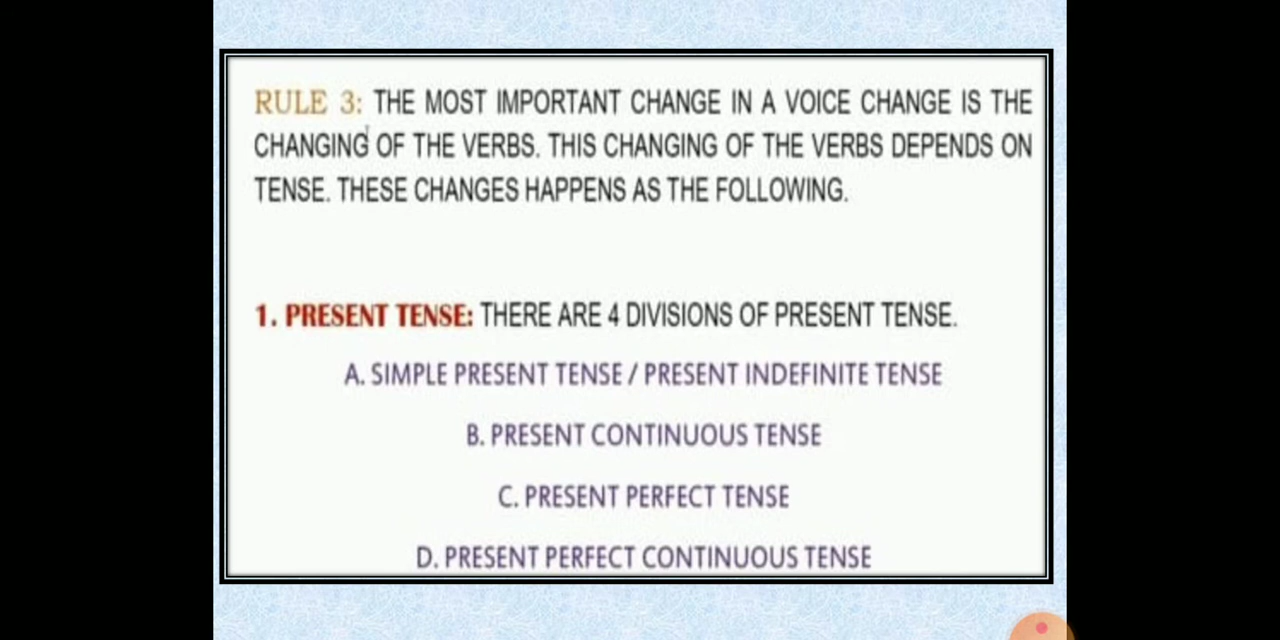 RULE 3: THE MOST IMPORTANT CHANGE IN A VOICE CHANGE IS THE
CHANGING OF THE VERBS. THIS CHANGING OF THE VERBS DEPENDS ON
TENSE. THESE CHANGES HAPPENS AS THE FOLLOWING.
1. PRESENT TENSE: THERE ARE 4 DIVISIONS OF PRESENT TENSE.
A. SIMPLE PRESENT TENSE / PRESENT INDEFINITE TENSE
B. PRESENT CONTINUOUS TENSE
C. PRESENT PERFECT TENSE
D. PRESENT PERFECT CONTINUOUS TENSE